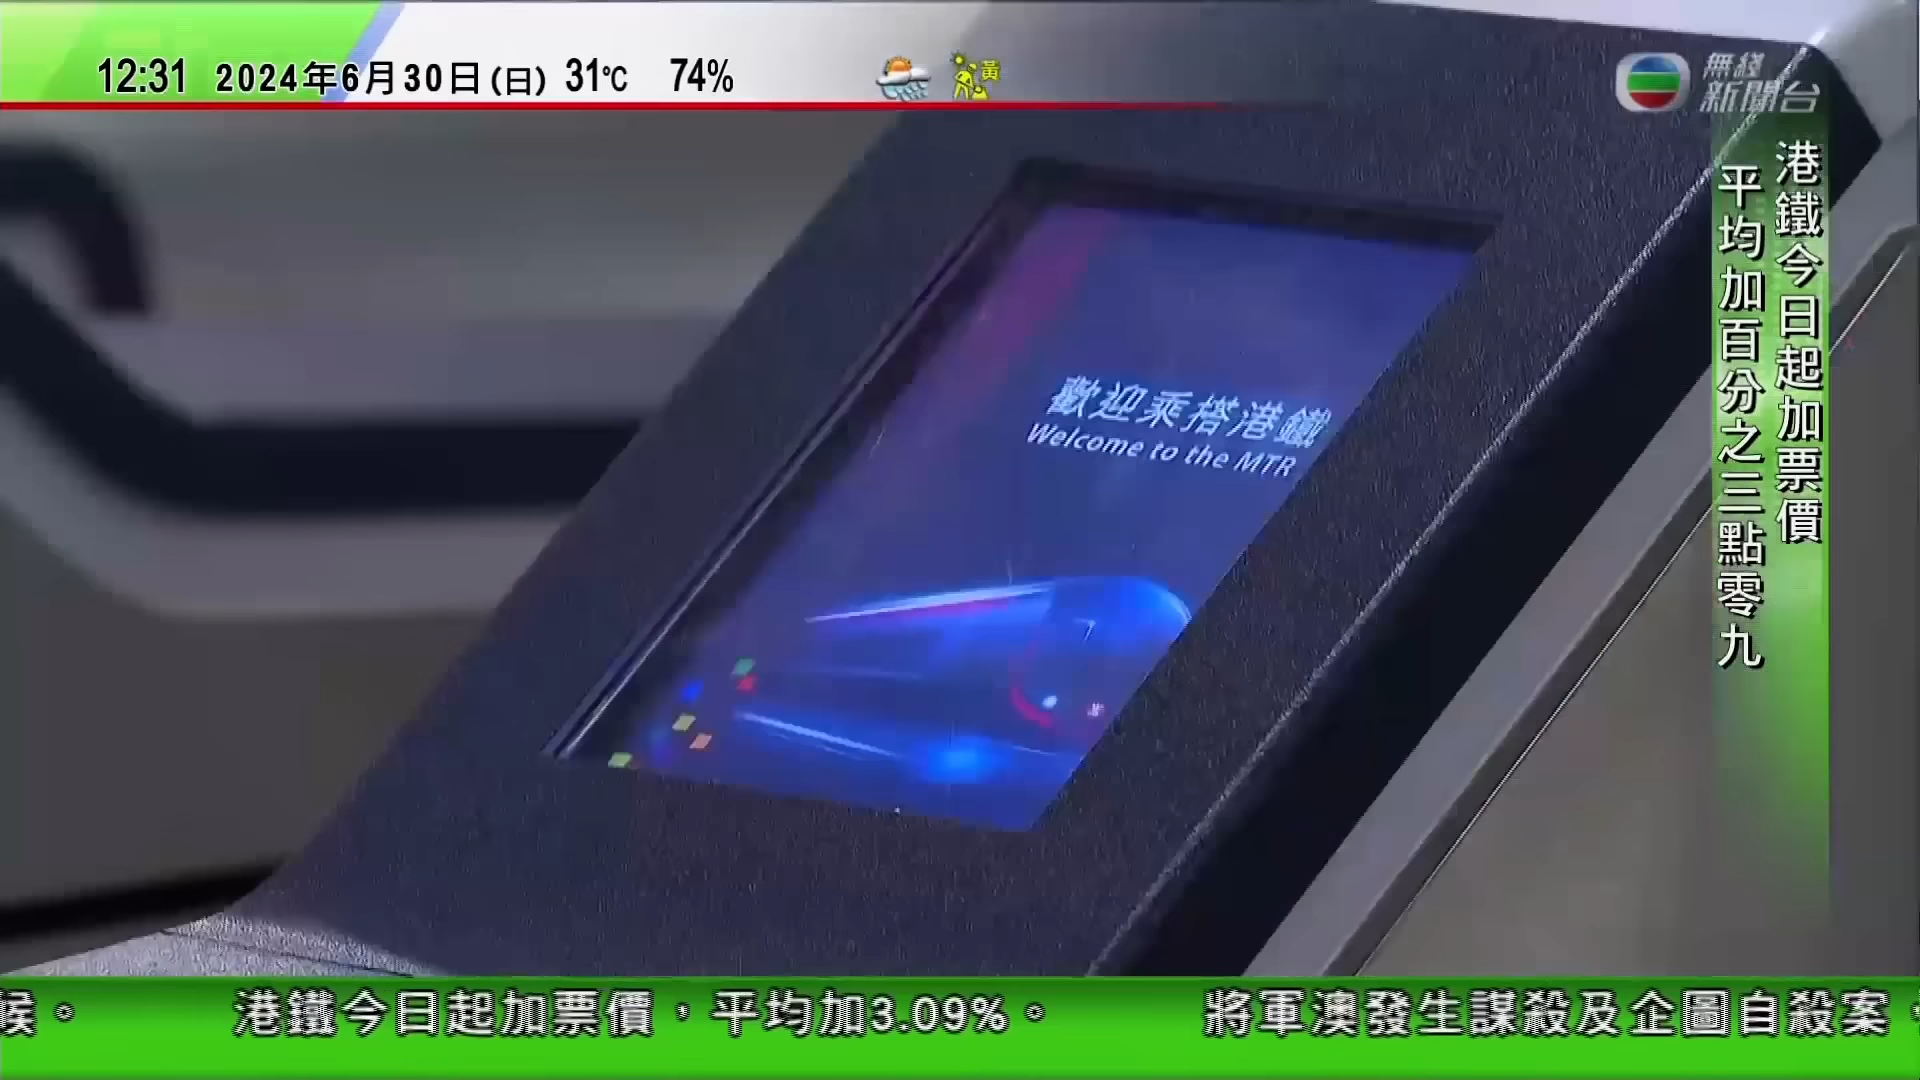 12:31 2024年6月30日(日) 31℃ 74%
黃
無綫
新聞台
港鐵今日起加票價
平均加百分之三點零九
歡迎乘搭港鐵
Welcome to the MTR
候。 港鐵今日起加票價，平均加3.09%。 將軍澳發生謀殺及企圖自殺案，